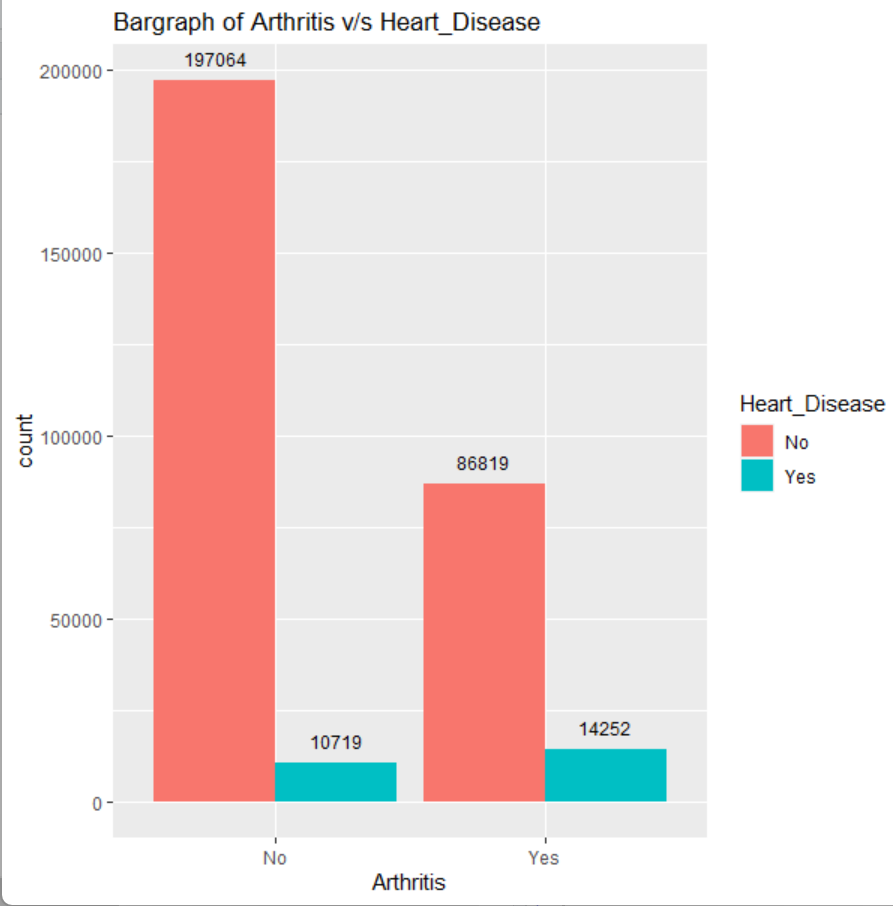 Bargraph of Arthritis v/s Heart_Disease
197064
200000
150000
100000
86819
50000
14252
10719
0
count
No
Yes
Arthritis
Heart_Disease
No
Yes